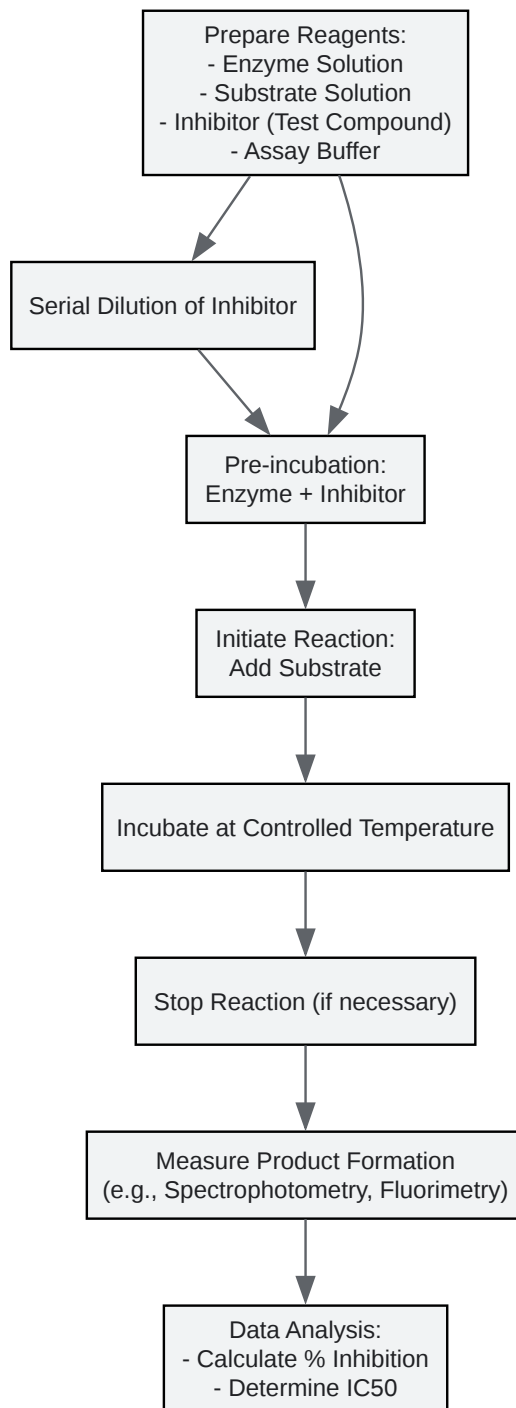 Prepare Reagents:
- Enzyme Solution
- Substrate Solution
- Inhibitor (Test Compound)
- Assay Buffer
Serial Dilution of Inhibitor
Pre-incubation:
Enzyme + Inhibitor
Initiate Reaction:
Add Substrate
Incubate at Controlled Temperature
Stop Reaction (if necessary)
Measure Product Formation
(e.g., Spectrophotometry, Fluorimetry)
Data Analysis:
- Calculate % Inhibition
- Determine IC50